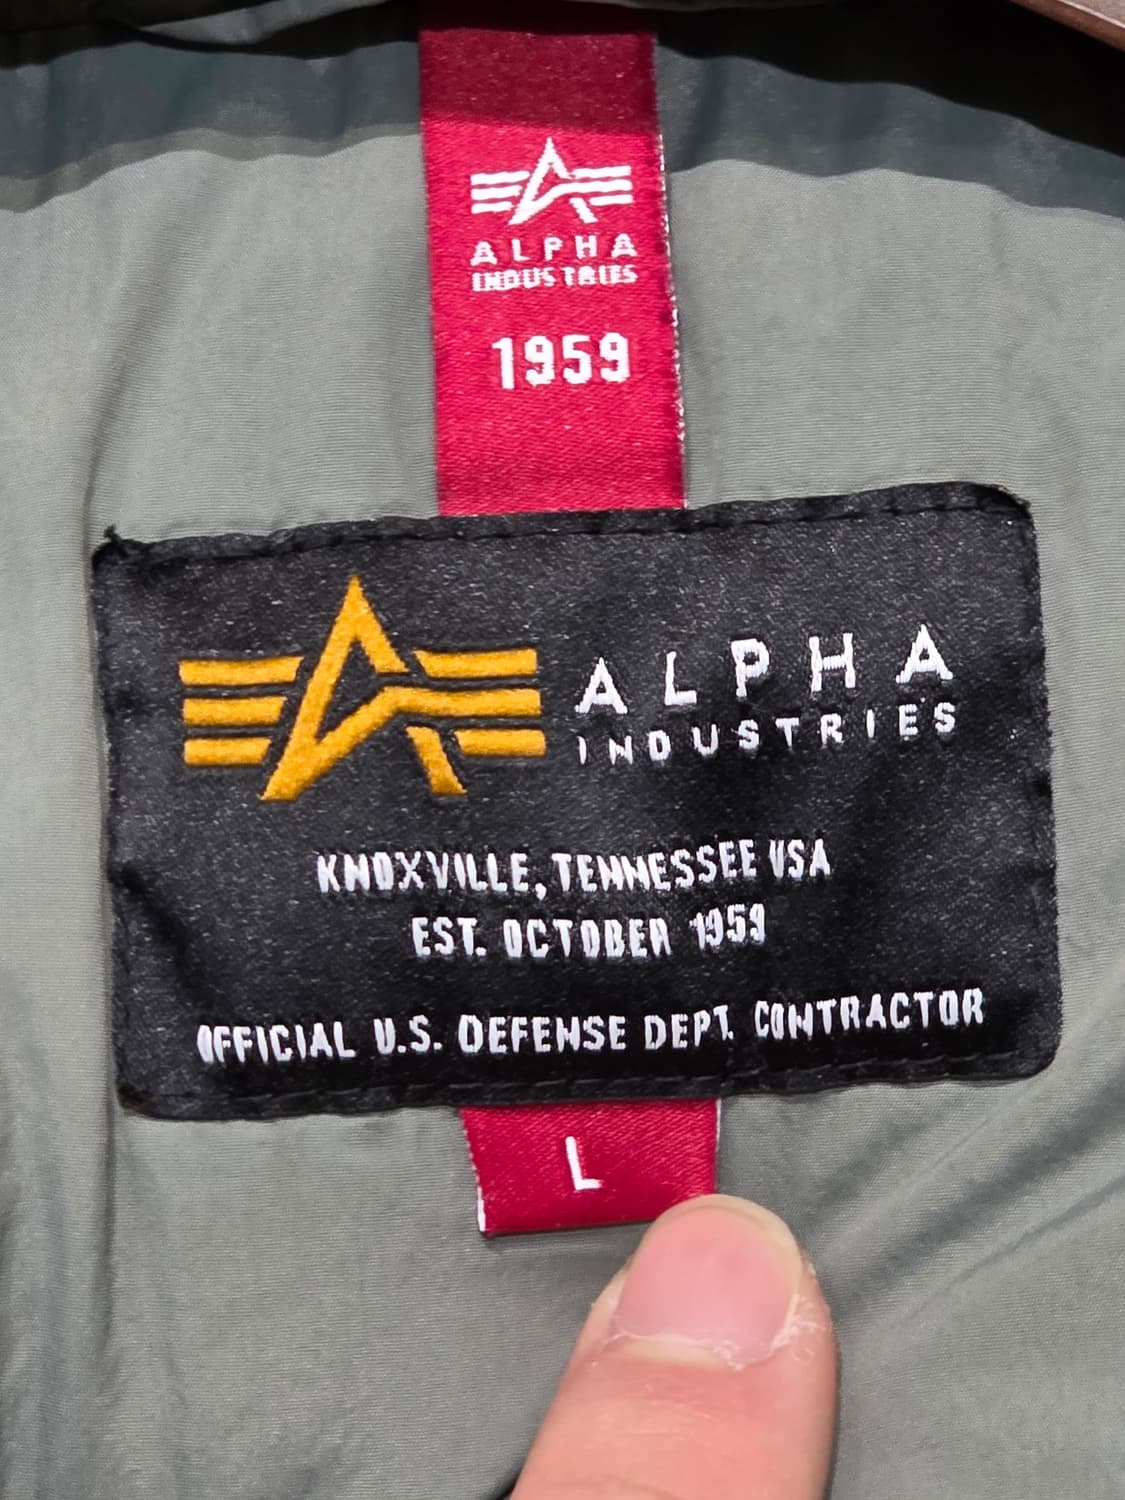 ALPHA
INDUSTRIES
1959
ALPHA
INDUSTRIES
KNOXVILLE, TENNESSEE USA
EST. OCTOBER 1959
OFFICIAL U.S. DEFENSE DEPT. CONTRACTOR
L